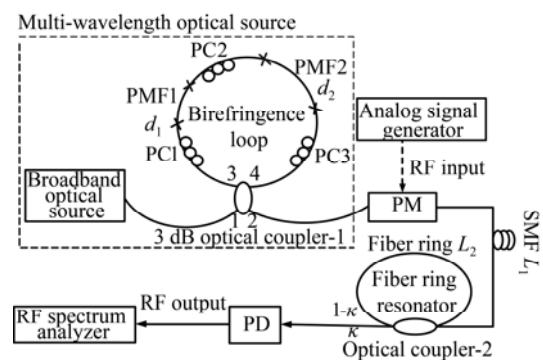 Multi-wavelength optical source
PC2
PMF1
PMF2
d₁
d₂
Birefringence
loop
PC1
PC3
3 4
1 2
Broadband
optical
source
3 dB optical coupler-1
Analog signal
generator
RF input
PM
SMF L₁
Fiber ring L₂
Fiber ring
resonator
1-κ
κ
Optical coupler-2
RF output
PD
RF spectrum
analyzer